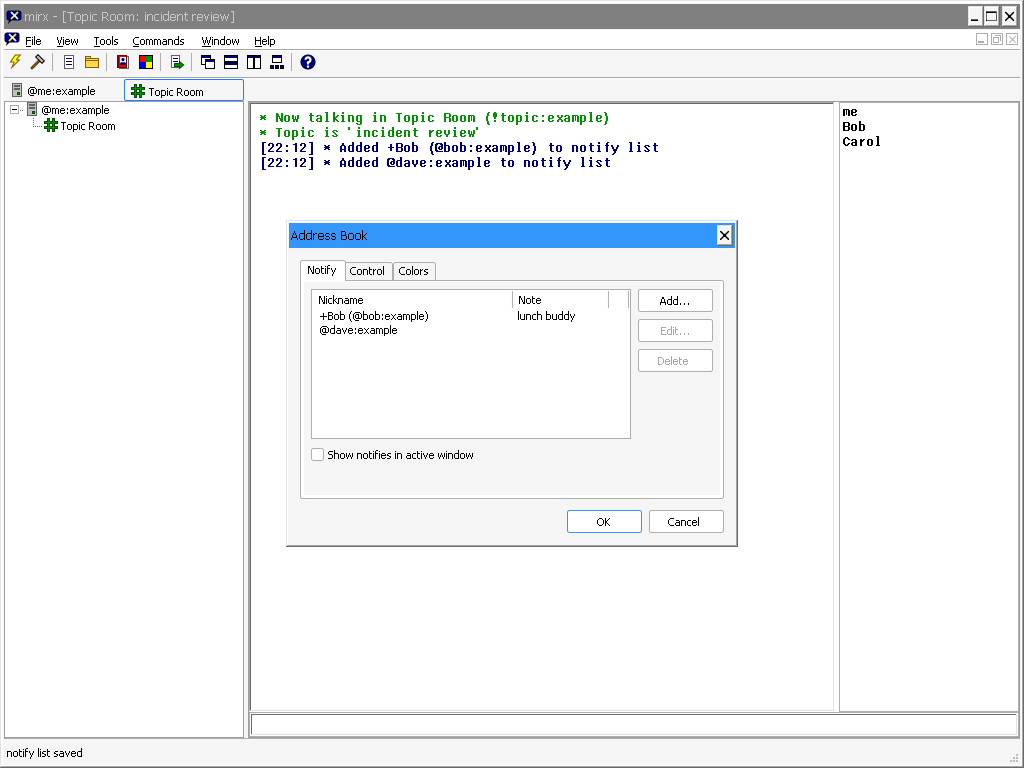 mirx - [Topic Room: incident review]
File View Tools Commands Window Help
@me:example Topic Room
@me:example
Topic Room
* Now talking in Topic Room (!topic:example)
* Topic is 'incident review'
[22:12] * Added +Bob (@bob:example) to notify list
[22:12] * Added @dave:example to notify list
me
Bob
Carol
Address Book
Notify Control Colors
Nickname Note
+Bob (@bob:example) lunch buddy
@dave:example
Add...
Edit...
Delete
Show notifies in active window
OK Cancel
notify list saved